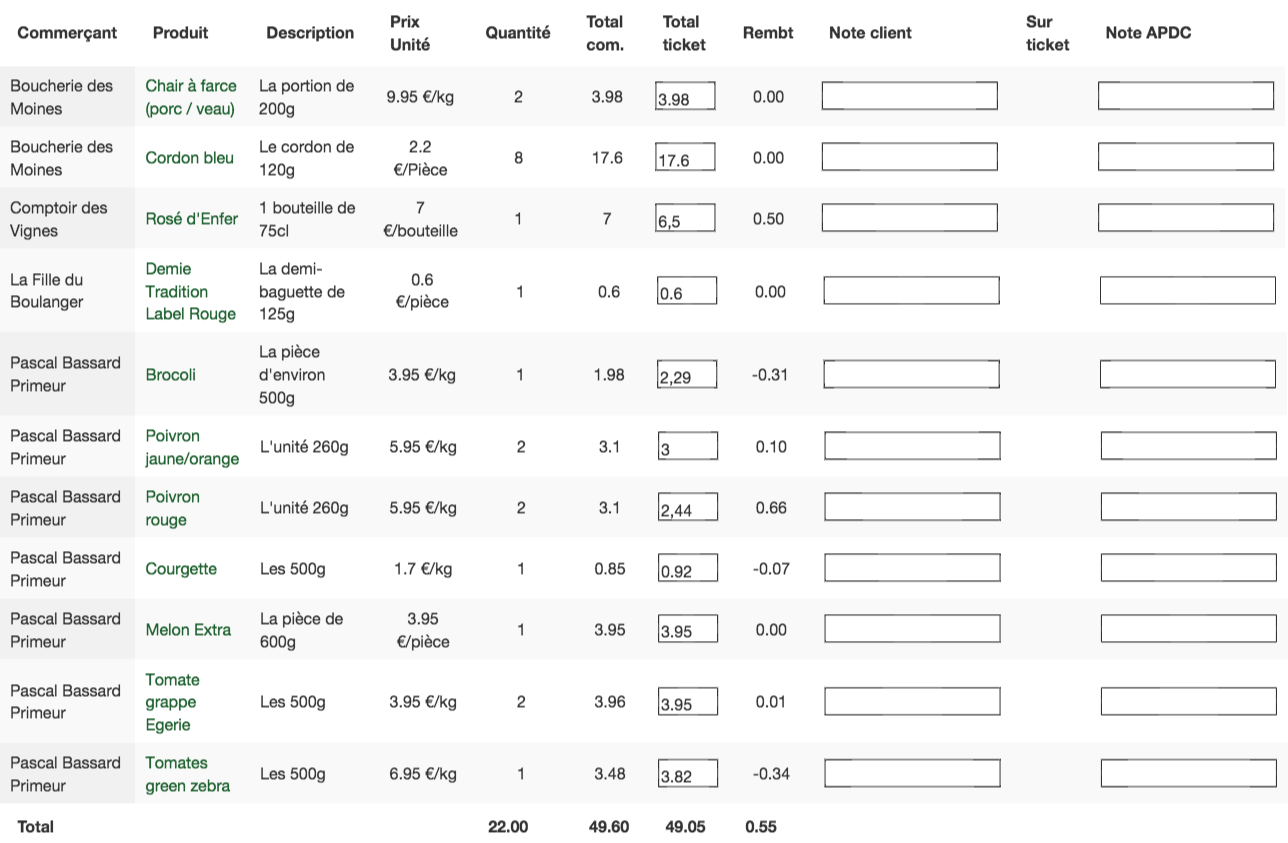 Commerçant Produit Description Prix Unité Quantité Total com. Total ticket Rembt Note client Sur ticket Note APDC
Boucherie des Moines Chair à farce (porc / veau) La portion de 200g 9.95 €/kg 2 3.98 3.98 0.00
Boucherie des Moines Cordon bleu Le cordon de 120g 2.2 €/Pièce 8 17.6 17.6 0.00
Comptoir des Vignes Rosé d'Enfer 1 bouteille de 75cl 7 €/bouteille 1 7 6,5 0.50
La Fille du Boulanger Demie Tradition Label Rouge La demi-baguette de 125g 0.6 €/pièce 1 0.6 0.6 0.00
Pascal Bassard Primeur Brocoli La pièce d'environ 500g 3.95 €/kg 1 1.98 2,29 -0.31
Pascal Bassard Primeur Poivron jaune/orange L'unité 260g 5.95 €/kg 2 3.1 3 0.10
Pascal Bassard Primeur Poivron rouge L'unité 260g 5.95 €/kg 2 3.1 2,44 0.66
Pascal Bassard Primeur Courgette Les 500g 1.7 €/kg 1 0.85 0.92 -0.07
Pascal Bassard Primeur Melon Extra La pièce de 600g 3.95 €/pièce 1 3.95 3.95 0.00
Pascal Bassard Primeur Tomate grappe Egerie Les 500g 3.95 €/kg 2 3.96 3.95 0.01
Pascal Bassard Primeur Tomates green zebra Les 500g 6.95 €/kg 1 3.48 3.82 -0.34
Total 22.00 49.60 49.05 0.55